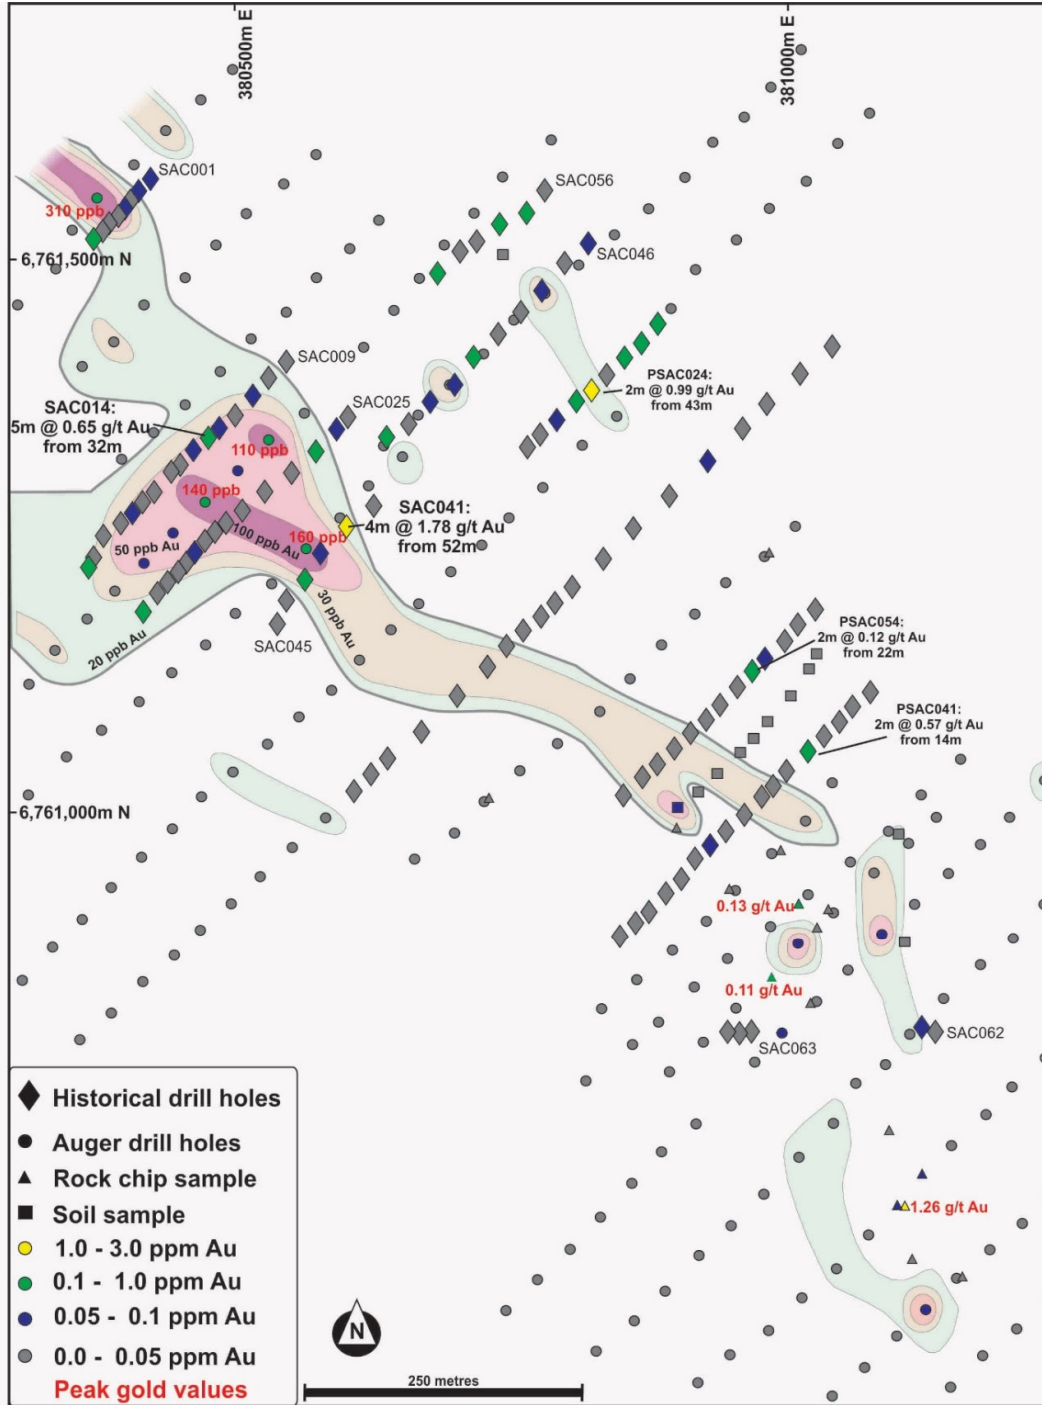 380500m E
381000m E
SAC001
SAC056
310 ppb
SAC046
6,761,500m N
SAC009
PSAC024:
2m @ 0.99 g/t Au
from 43m
SAC025
SAC014:
5m @ 0.65 g/t Au
from 32m
110 ppb
140 ppb
SAC041:
4m @ 1.78 g/t Au
from 52m
100 ppb Au
160 ppb
50 ppb Au
30 ppb Au
20 ppb Au
SAC045
PSAC054:
2m @ 0.12 g/t Au
from 22m
PSAC041:
2m @ 0.57 g/t Au
from 14m
6,761,000m N
0.13 g/t Au
0.11 g/t Au
SAC063
SAC062
1.26 g/t Au
Historical drill holes
Auger drill holes
Rock chip sample
Soil sample
1.0 - 3.0 ppm Au
0.1 - 1.0 ppm Au
0.05 - 0.1 ppm Au
0.0 - 0.05 ppm Au
Peak gold values
N
250 metres